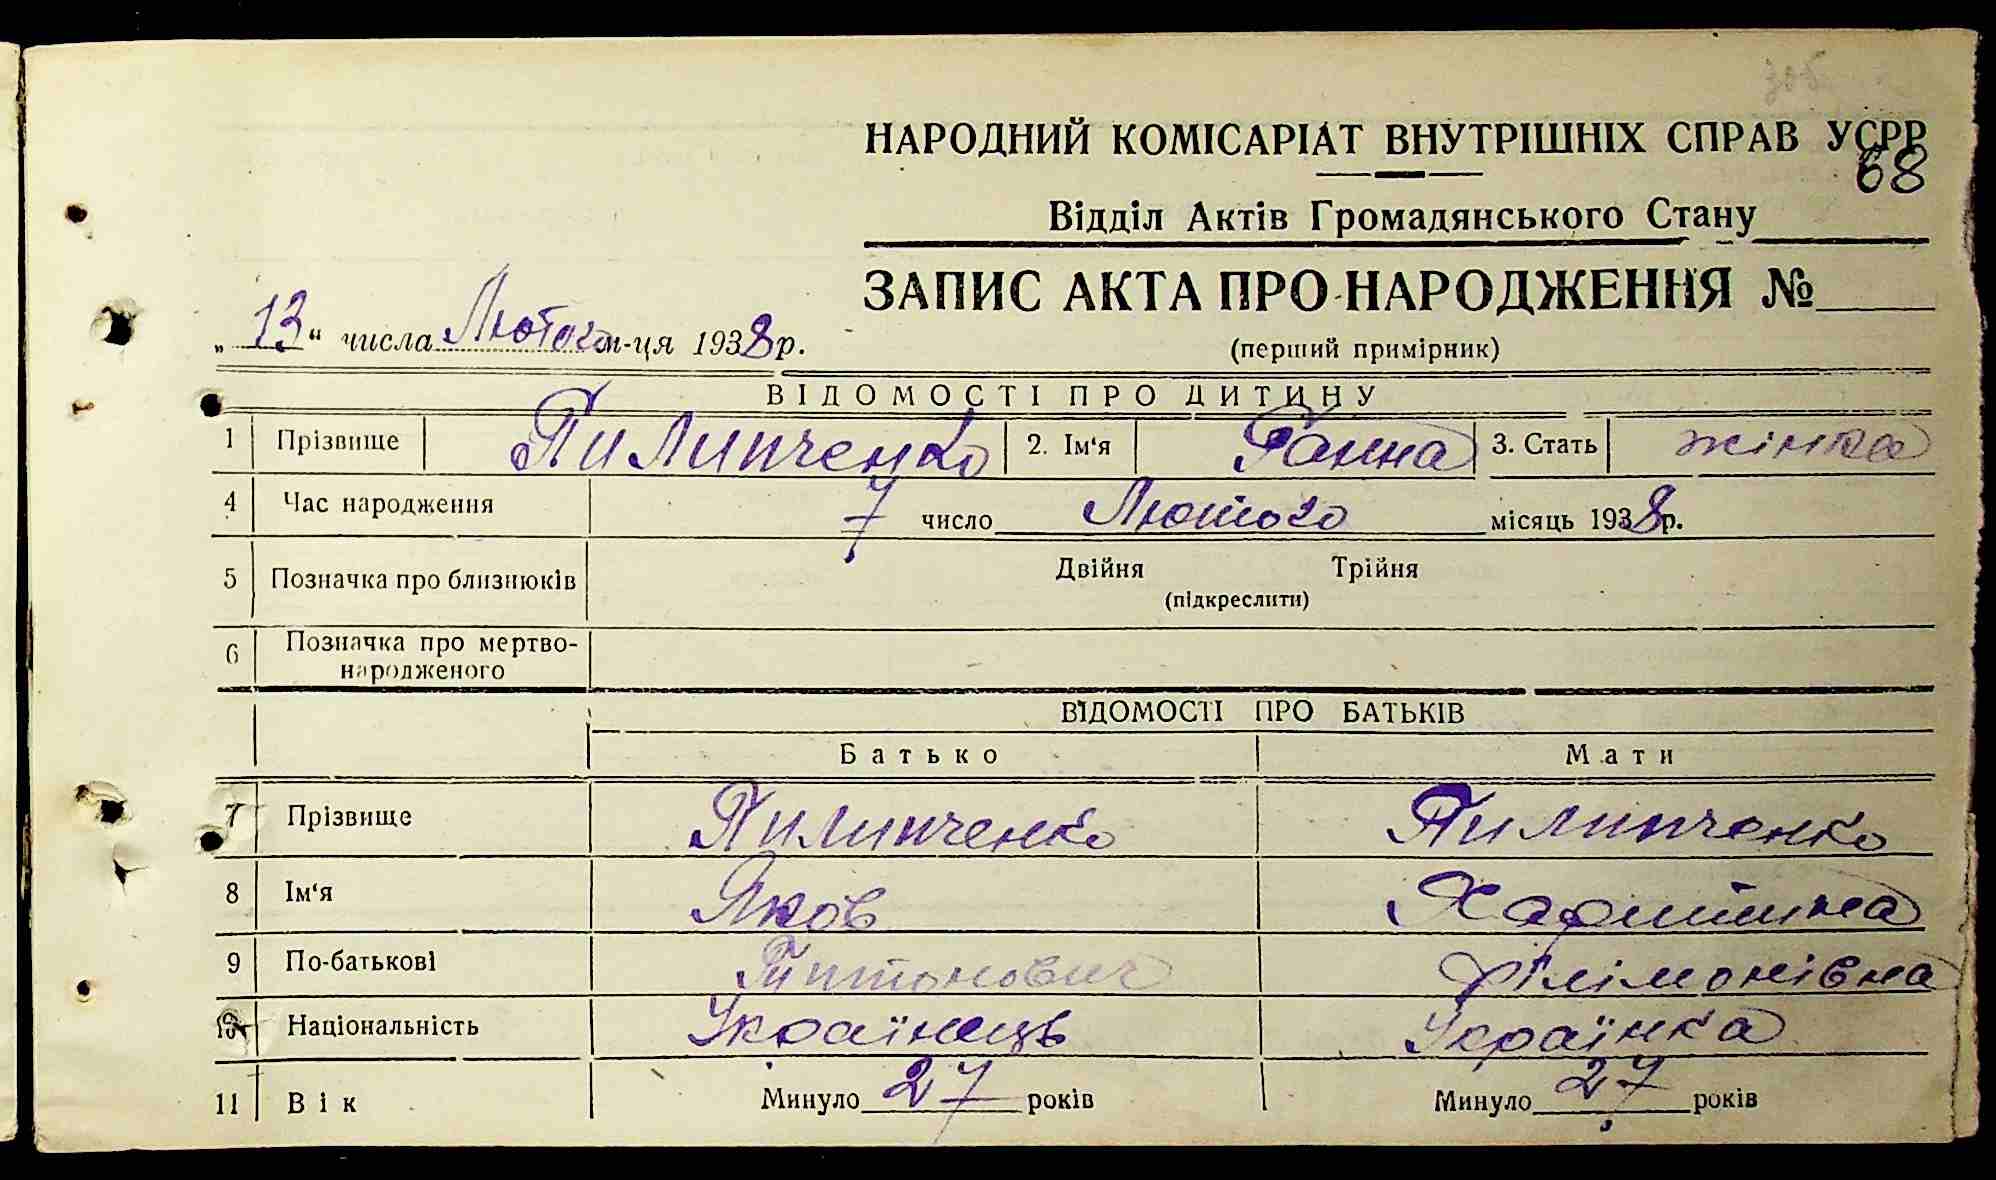 НАРОДНИЙ КОМІСАРІАТ ВНУТРІШНІХ СПРАВ УСРР
68
Відділ Актів Громадянського Стану
ЗАПИС АКТА ПРО НАРОДЖЕННЯ №
„13“ числа Лютого м-ця 1938 р.
(перший примірник)
ВІДОМОСТІ ПРО ДИТИНУ
1 Прізвище Пилипченко 2. Ім‘я Ганна 3. Стать жінка
4 Час народження 7 число Лютого місяць 1938 р.
5 Позначка про близнюків Двійня Трійня
(підкреслити)
6 Позначка про мертво-
народженого
ВІДОМОСТІ ПРО БАТЬКІВ
Батько Мати
7 Прізвище Пилипченко Пилипченко
8 Ім‘я Яков Харитина
9 По-батькові Філімонівна
10 Національність Українець Українка
11 Вік Минуло 27 років Минуло 27 років